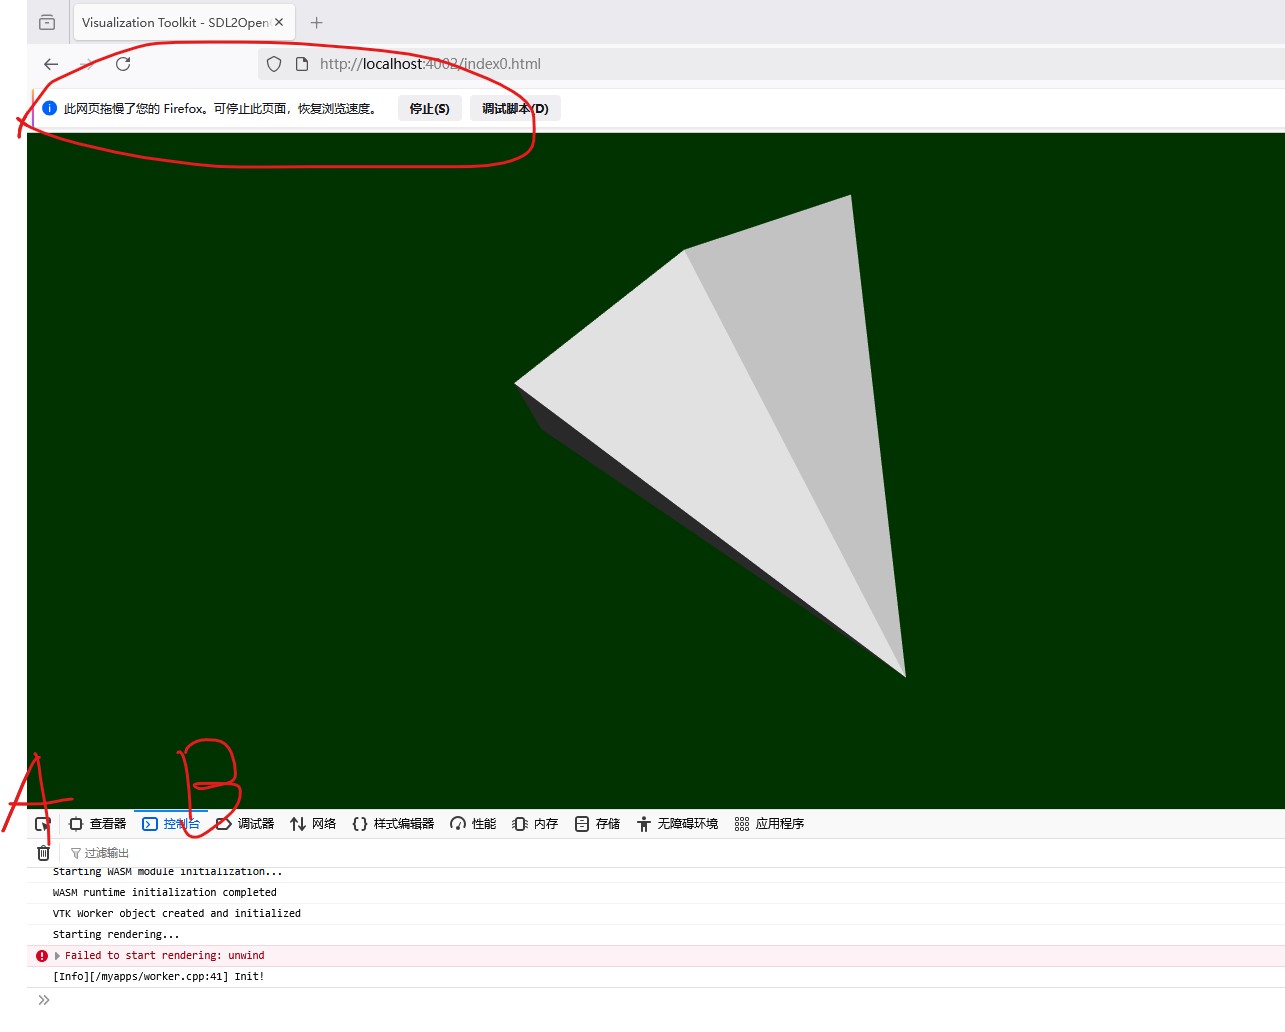 Visualization Toolkit - SDL2Open
http://localhost:4002/index0.html
此网页拖慢了您的 Firefox。可停止此页面，恢复浏览速度。 停止(S) 调试脚本(D)
A B
查看器 控制台 调试器 网络 样式编辑器 性能 内存 存储 无障碍环境 应用程序
过滤输出
Starting WASM module initialization...
WASM runtime initialization completed
VTK Worker object created and initialized
Starting rendering...
Failed to start rendering: unwind
[Info][/myapps/worker.cpp:41] Init!